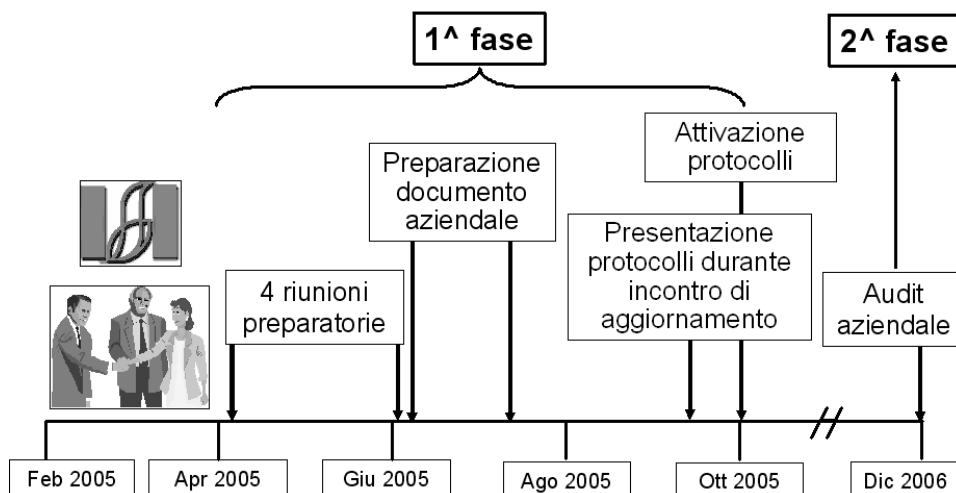 1^ fase
2^ fase
Attivazione
protocolli
Preparazione
documento
aziendale
Presentazione
protocolli durante
incontro di
aggiornamento
4 riunioni
preparatorie
Audit
aziendale
Feb 2005
Apr 2005
Giu 2005
Ago 2005
Ott 2005
Dic 2006